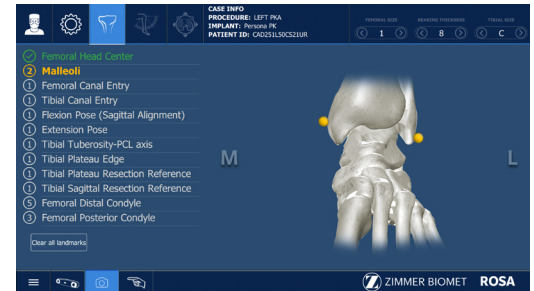 CASE INFO
PROCEDURE: LEFT PKA
IMPLANT: Persona PK
PATIENT ID: CAD251L50CS21UR
FEMORAL SIZE
1
BEARING THICKNESS
8
TIBIAL SIZE
C
Femoral Head Center
2 Malleoli
1 Femoral Canal Entry
1 Tibial Canal Entry
1 Flexion Pose (Sagittal Alignment)
1 Extension Pose
1 Tibial Tuberosity-PCL axis
1 Tibial Plateau Edge
1 Tibial Plateau Resection Reference
1 Tibial Sagittal Resection Reference
5 Femoral Distal Condyle
3 Femoral Posterior Condyle
Clear all landmarks
M
L
ZIMMER BIOMET
ROSA